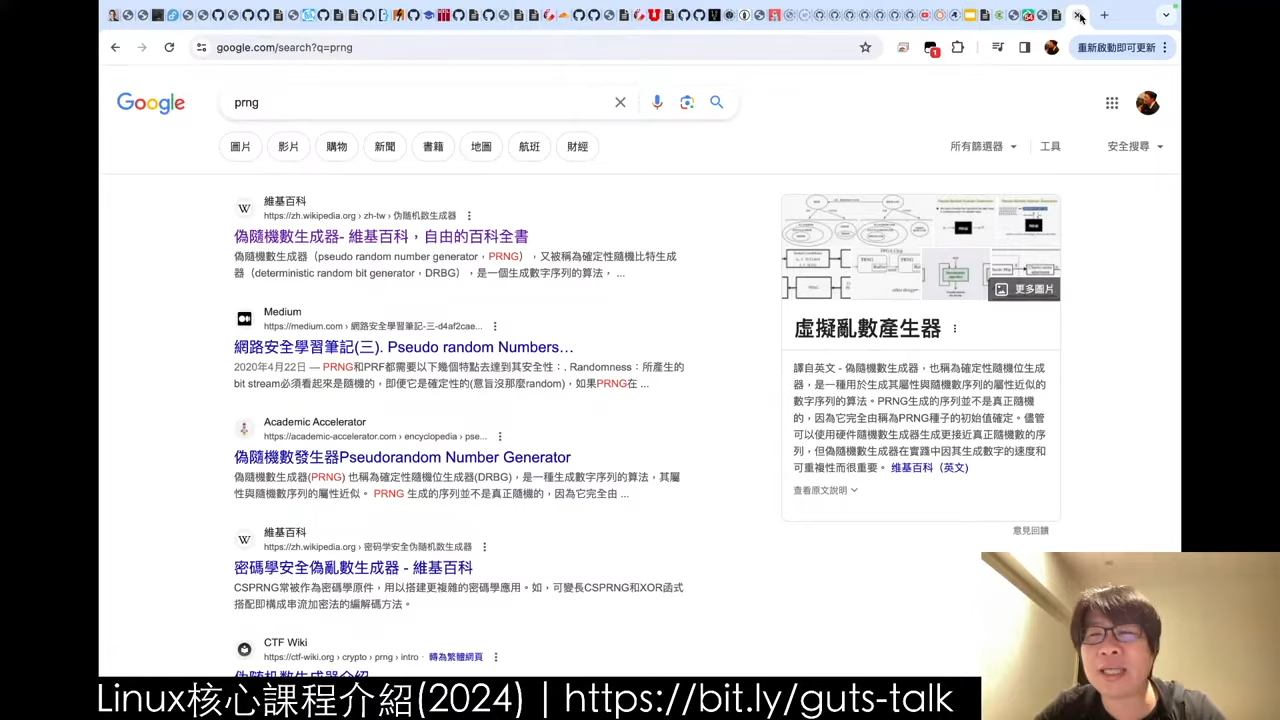 google.com/search?q=prng
1
重新啟動即可更新
Google
prng
圖片
影片
購物
新聞
書籍
地圖
航班
財經
所有篩選器
工具
安全搜尋
維基百科
https://zh.wikipedia.org › zh-tw › 伪随机数生成器
偽隨機數生成器- 維基百科，自由的百科全書
偽隨機數生成器（pseudo random number generator，PRNG），又被稱為確定性隨機比特生成
器（deterministic random bit generator，DRBG），是一個生成數字序列的算法， ...
Medium
https://medium.com › 網路安全學習筆記-三-d4af2cae...
網路安全學習筆記(三). Pseudo random Numbers…
2020年4月22日 — PRNG和PRF都需要以下幾個特點去達到其安全性：. Randomness：所產生的
bit stream必須看起來是隨機的，即便它是確定性的(意旨沒那麼random)，如果PRNG在 ...
Academic Accelerator
https://academic-accelerator.com › encyclopedia › pse...
偽隨機數發生器Pseudorandom Number Generator
偽隨機數生成器(PRNG) 也稱為確定性隨機位生成器(DRBG)，是一種生成數字序列的算法，其屬
性與隨機數序列的屬性近似。 PRNG 生成的序列並不是真正隨機的，因為它完全由 ...
維基百科
https://zh.wikipedia.org › 密码学安全伪随机数生成器
密碼學安全偽亂數生成器 - 維基百科
CSPRNG常被作為密碼學原件，用以搭建更複雜的密碼學應用。如，可變長CSPRNG和XOR函式
搭配即構成串流加密法的編解碼方法。
CTF Wiki
https://ctf-wiki.org › crypto › prng › intro · 轉為繁體網頁
伪随机数生成器介绍
更多圖片
虛擬亂數產生器
譯自英文 - 偽隨機數生成器，也稱為確定性隨機位生成
器，是一種用於生成其屬性與隨機數序列的屬性近似的
數字序列的算法。PRNG生成的序列並不是真正隨機
的，因為它完全由稱為PRNG種子的初始值確定。儘管
可以使用硬件隨機數生成器生成更接近真正隨機數的序
列，但偽隨機數生成器在實踐中因其生成數字的速度和
可重複性而很重要。 維基百科（英文）
查看原文說明
意見回饋
Linux核心課程介紹(2024) | https://bit.ly/guts-talk